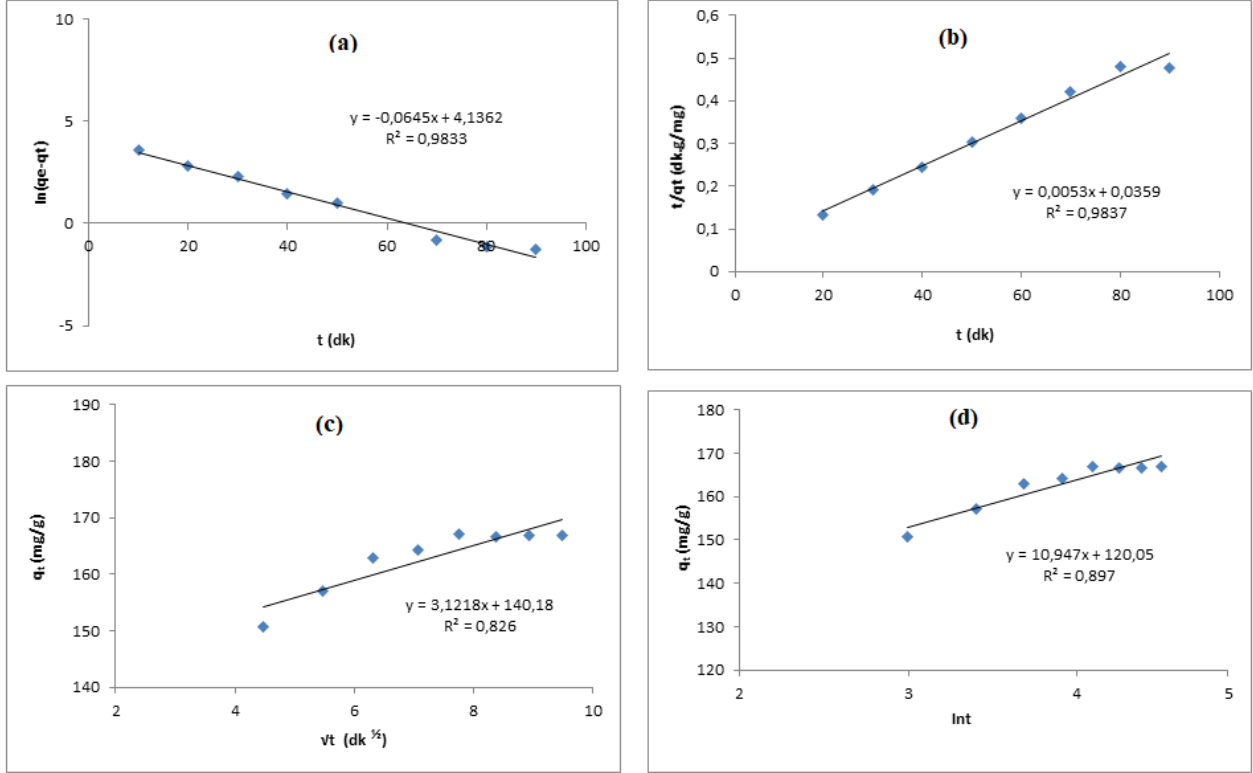 (a)
10
5
0
-5
ln(qe-qt)
y = -0,0645x + 4,1362
R² = 0,9833
0 20 40 60 80 100
t (dk)
(b)
0,6
0,5
0,4
0,3
0,2
0,1
0
t/qt (dk.g/mg)
y = 0,0053x + 0,0359
R² = 0,9837
0 20 40 60 80 100
t (dk)
(c)
190
180
170
160
150
140
qₜ (mg/g)
y = 3,1218x + 140,18
R² = 0,826
2 4 6 8 10
√t (dk ½)
(d)
180
170
160
150
140
130
120
qₜ (mg/g)
y = 10,947x + 120,05
R² = 0,897
2 3 4 5
lnt